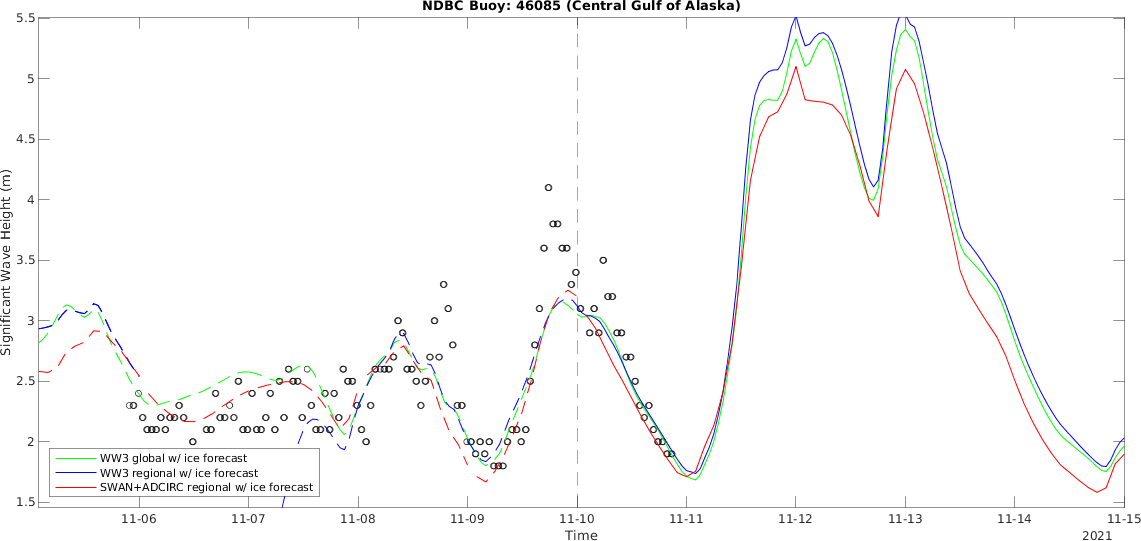 NDBC Buoy: 46085 (Central Gulf of Alaska)
5.5
5
4.5
4
3.5
3
2.5
2
1.5
Significant Wave Height (m)
WW3 global w/ ice forecast
WW3 regional w/ ice forecast
SWAN+ADCIRC regional w/ ice forecast
11-06 11-07 11-08 11-09 11-10 11-11 11-12 11-13 11-14 11-15
Time
2021